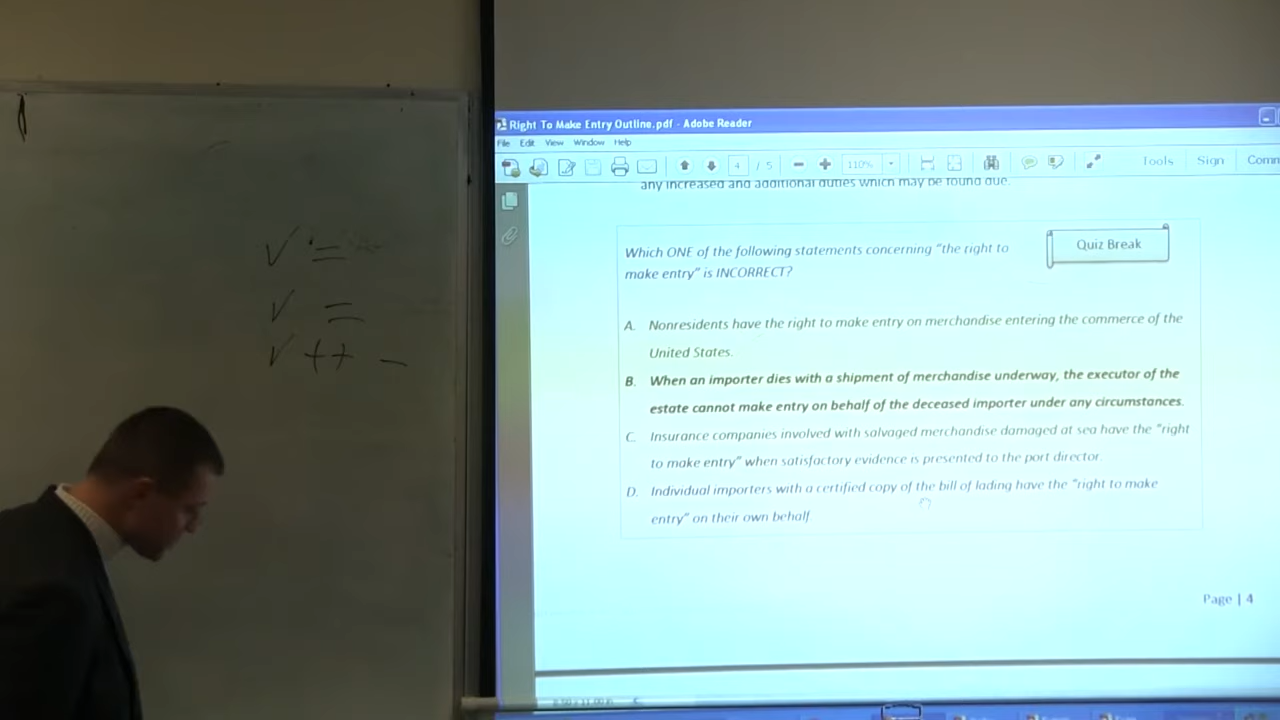 Right To Make Entry Outline.pdf - Adobe Reader
File Edit View Window Help
4 / 5 110% Tools Sign Comm
any increased and additional duties which may be found due.
Quiz Break
Which ONE of the following statements concerning "the right to
make entry" is INCORRECT?
A. Nonresidents have the right to make entry on merchandise entering the commerce of the
United States.
B. When an importer dies with a shipment of merchandise underway, the executor of the
estate cannot make entry on behalf of the deceased importer under any circumstances.
C. Insurance companies involved with salvaged merchandise damaged at sea have the "right
to make entry" when satisfactory evidence is presented to the port director.
D. Individual importers with a certified copy of the bill of lading have the "right to make
entry" on their own behalf.
Page | 4